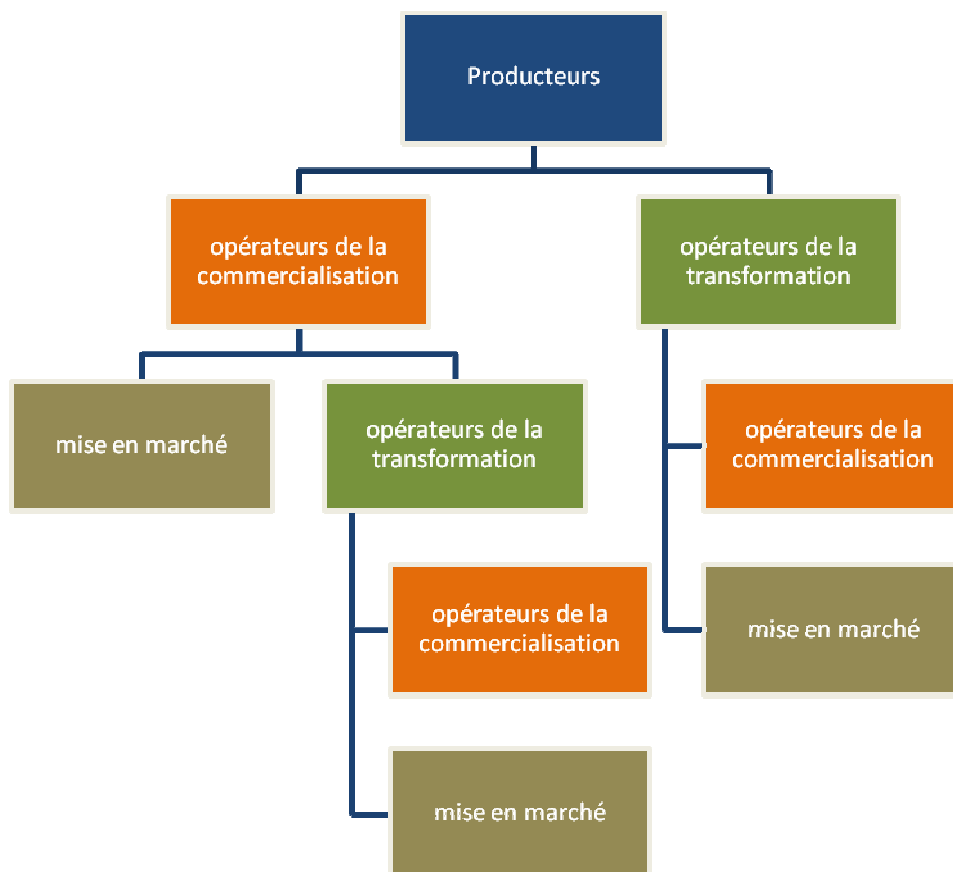 Producteurs
opérateurs de la
commercialisation
opérateurs de la
transformation
mise en marché
opérateurs de la
transformation
opérateurs de la
commercialisation
opérateurs de la
commercialisation
mise en marché
mise en marché